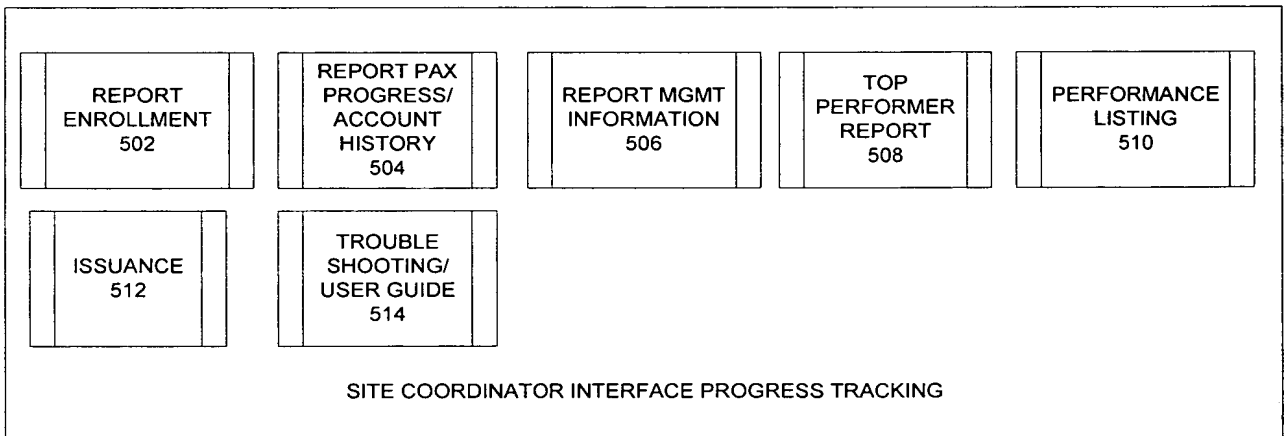 REPORT
ENROLLMENT
502
REPORT PAX
PROGRESS/
ACCOUNT
HISTORY
504
REPORT MGMT
INFORMATION
506
TOP
PERFORMER
REPORT
508
PERFORMANCE
LISTING
510
ISSUANCE
512
TROUBLE
SHOOTING/
USER GUIDE
514
SITE COORDINATOR INTERFACE PROGRESS TRACKING